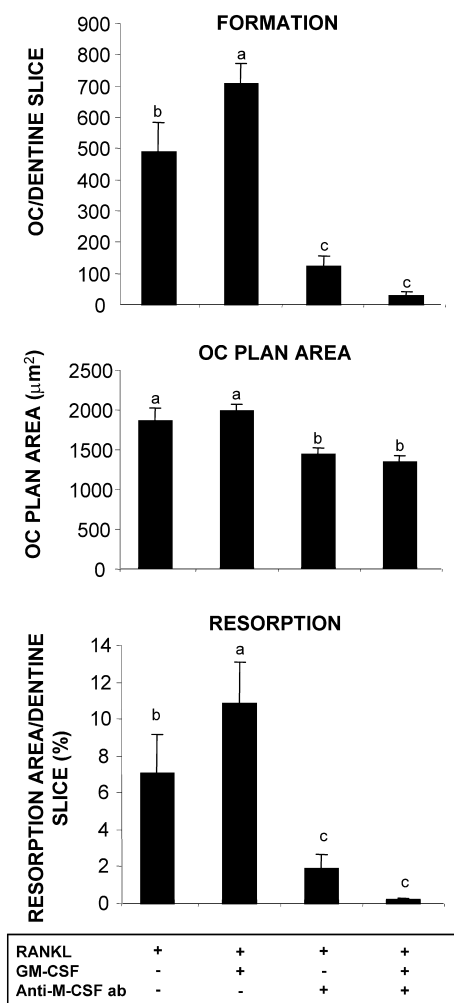 FORMATION
OC/DENTINE SLICE
900
800
700
600
500
400
300
200
100
0
b
a
c
c
OC PLAN AREA
OC PLAN AREA (μm²)
2500
2000
1500
1000
500
0
a
a
b
b
RESORPTION
RESORPTION AREA/DENTINE
SLICE (%)
14
12
10
8
6
4
2
0
b
a
c
c
RANKL + + + +
GM-CSF - + - +
Anti-M-CSF ab - - + +